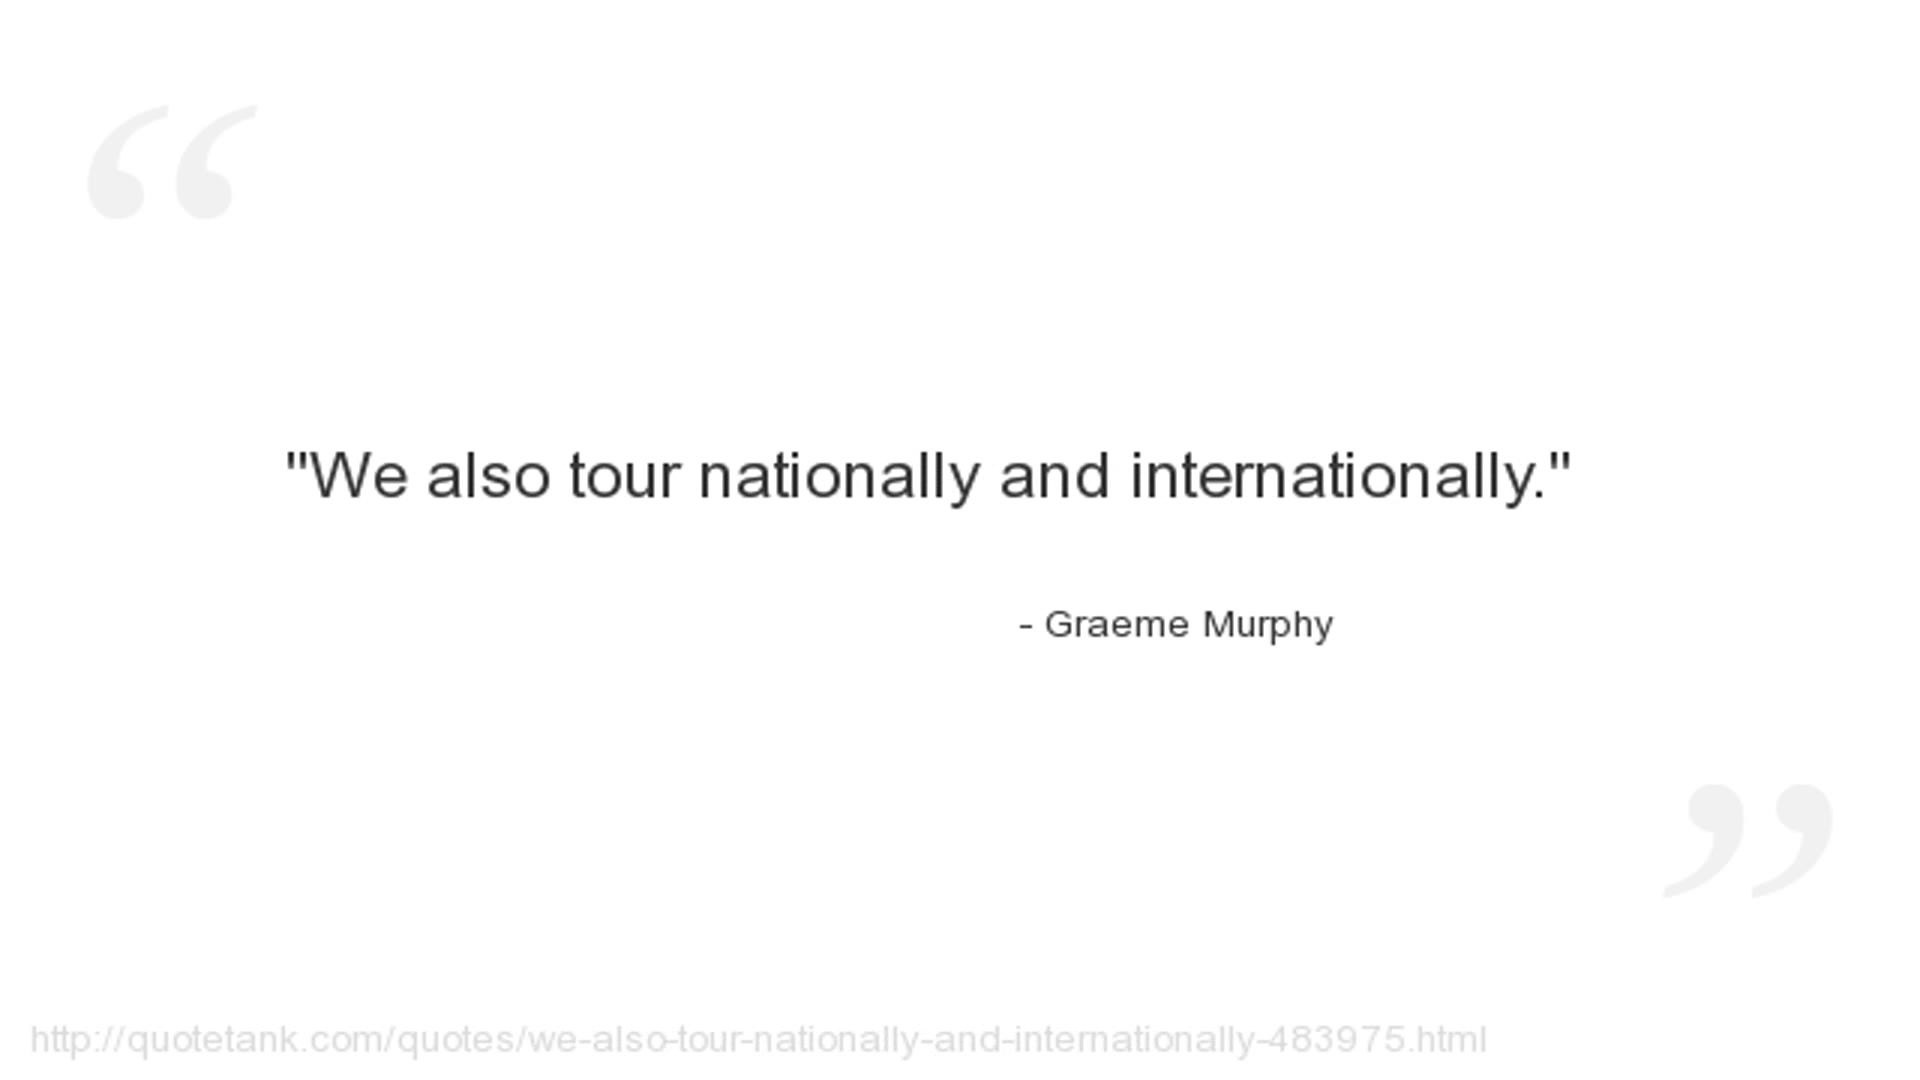 "We also tour nationally and internationally."
- Graeme Murphy
http://quotetank.com/quotes/we-also-tour-nationally-and-internationally-483975.html